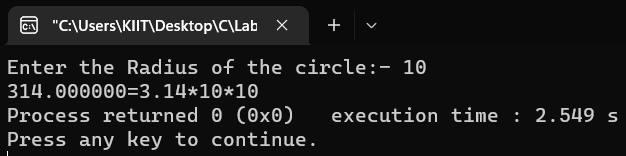 "C:\Users\KIIT\Desktop\C\Lab
Enter the Radius of the circle:- 10
314.000000=3.14*10*10
Process returned 0 (0x0)   execution time : 2.549 s
Press any key to continue.